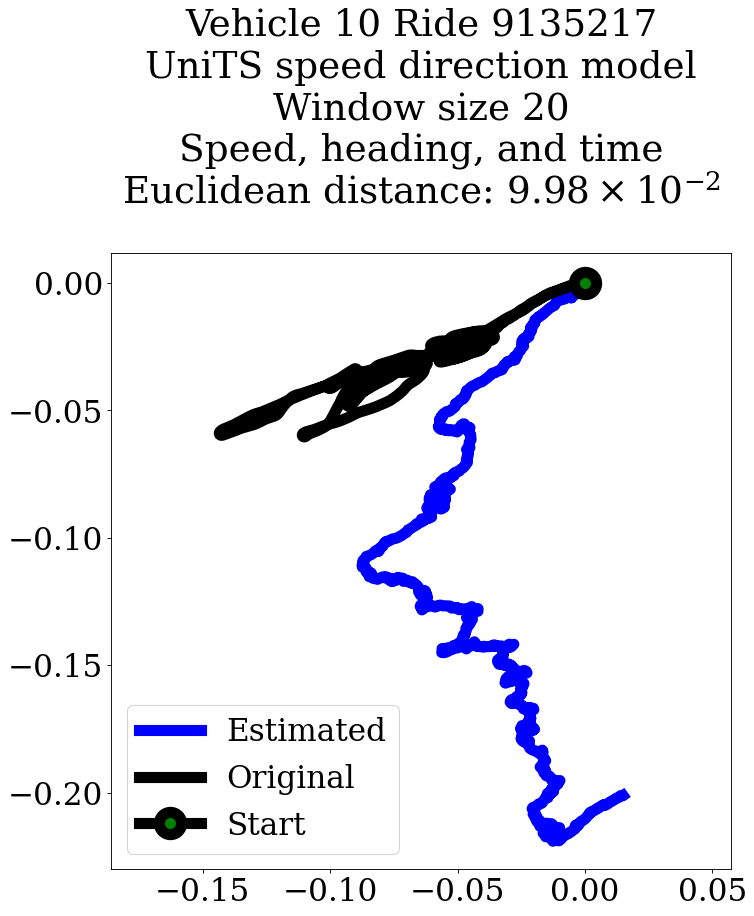 Vehicle 10 Ride 9135217
UniTS speed direction model
Window size 20
Speed, heading, and time
Euclidean distance: 9.98 × 10⁻²
0.00
−0.05
−0.10
−0.15
−0.20
Estimated
Original
Start
−0.15 −0.10 −0.05 0.00 0.05